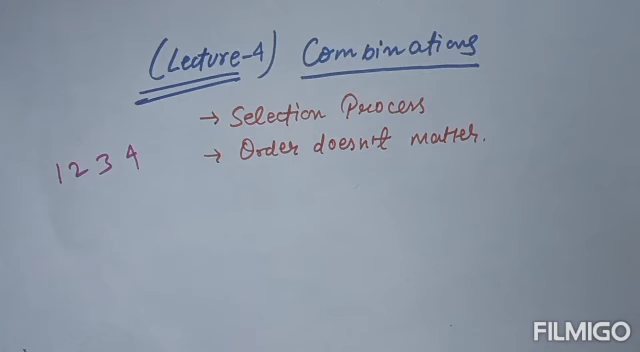 (Lecture-4) Combinations
→ Selection Process
→ Order doesn't matter.
1 2 3 4
FILMIGO